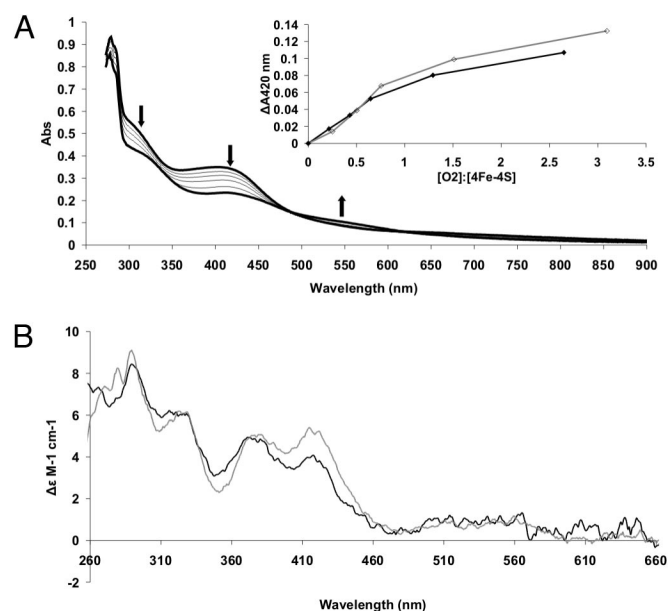 A
Abs
1
0.9
0.8
0.7
0.6
0.5
0.4
0.3
0.2
0.1
0
250 300 350 400 450 500 550 600 650 700 750 800 850 900
Wavelength (nm)
ΔA420 nm
0.14
0.12
0.1
0.08
0.06
0.04
0.02
0
0 0.5 1 1.5 2 2.5 3 3.5
[O2]:[4Fe-4S]
B
Δε M-1 cm-1
10
8
6
4
2
0
-2
260 310 360 410 460 510 560 610 660
Wavelength (nm)